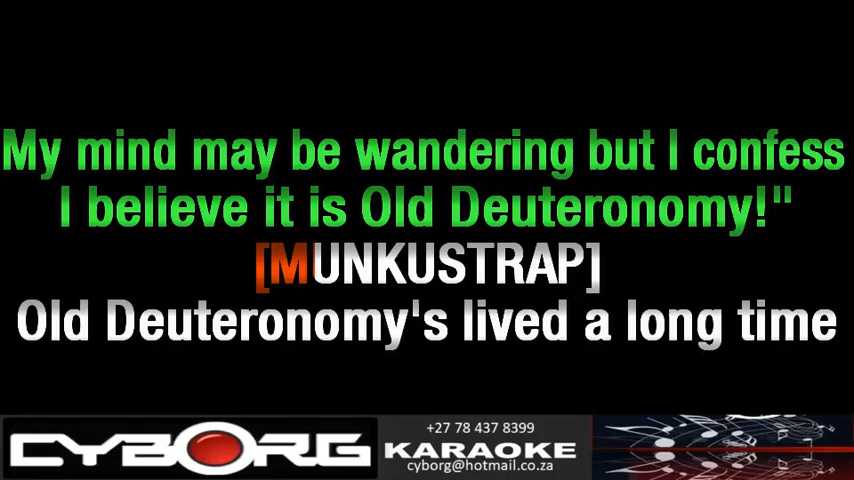 My mind may be wandering but I confess
I believe it is Old Deuteronomy!"
[MUNKUSTRAP]
Old Deuteronomy's lived a long time
CYBORG
+27 78 437 8399
KARAOKE
cyborg@hotmail.co.za